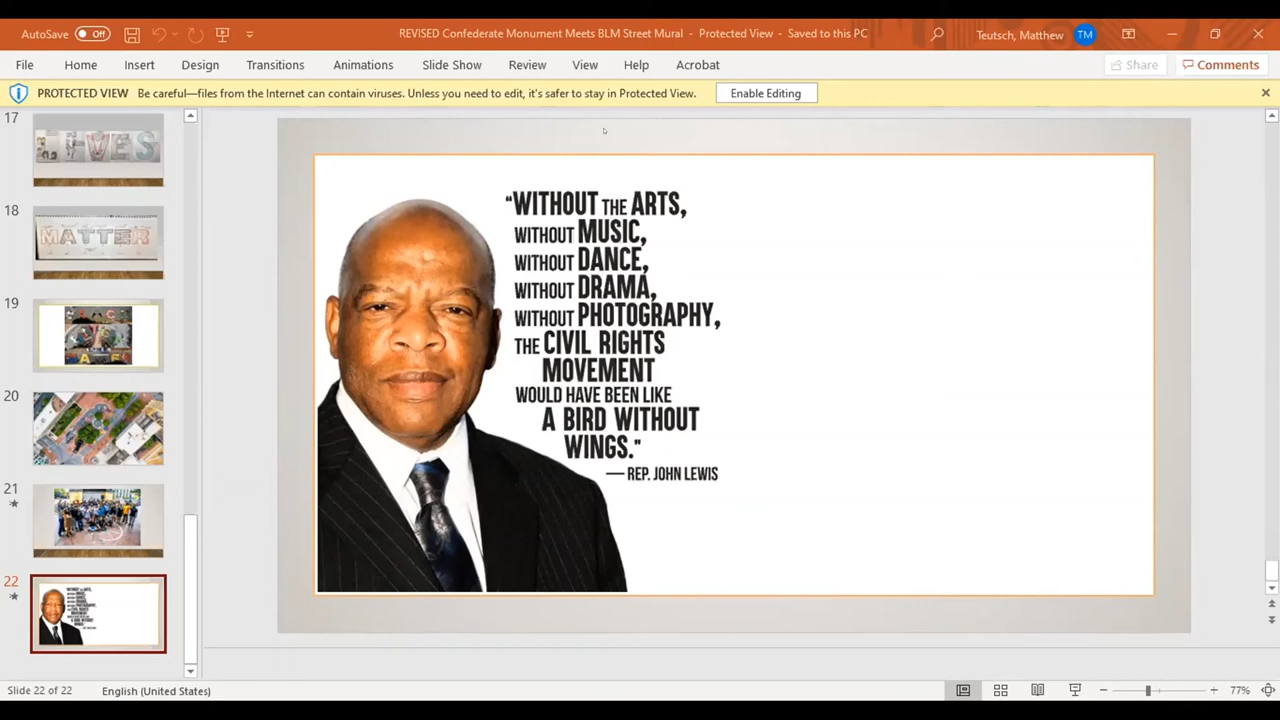 AutoSave Off REVISED Confederate Monument Meets BLM Street Mural - Protected View - Saved to this PC Teutsch, Matthew TM
File Home Insert Design Transitions Animations Slide Show Review View Help Acrobat Share Comments
PROTECTED VIEW Be careful—files from the Internet can contain viruses. Unless you need to edit, it's safer to stay in Protected View. Enable Editing
17
LIVES
18
MATTER
19
20
21
22
“WITHOUT THE ARTS,
WITHOUT MUSIC,
WITHOUT DANCE,
WITHOUT DRAMA,
WITHOUT PHOTOGRAPHY,
THE CIVIL RIGHTS
MOVEMENT
WOULD HAVE BEEN LIKE
A BIRD WITHOUT
WINGS."
— REP. JOHN LEWIS
Slide 22 of 22 English (United States) 77%